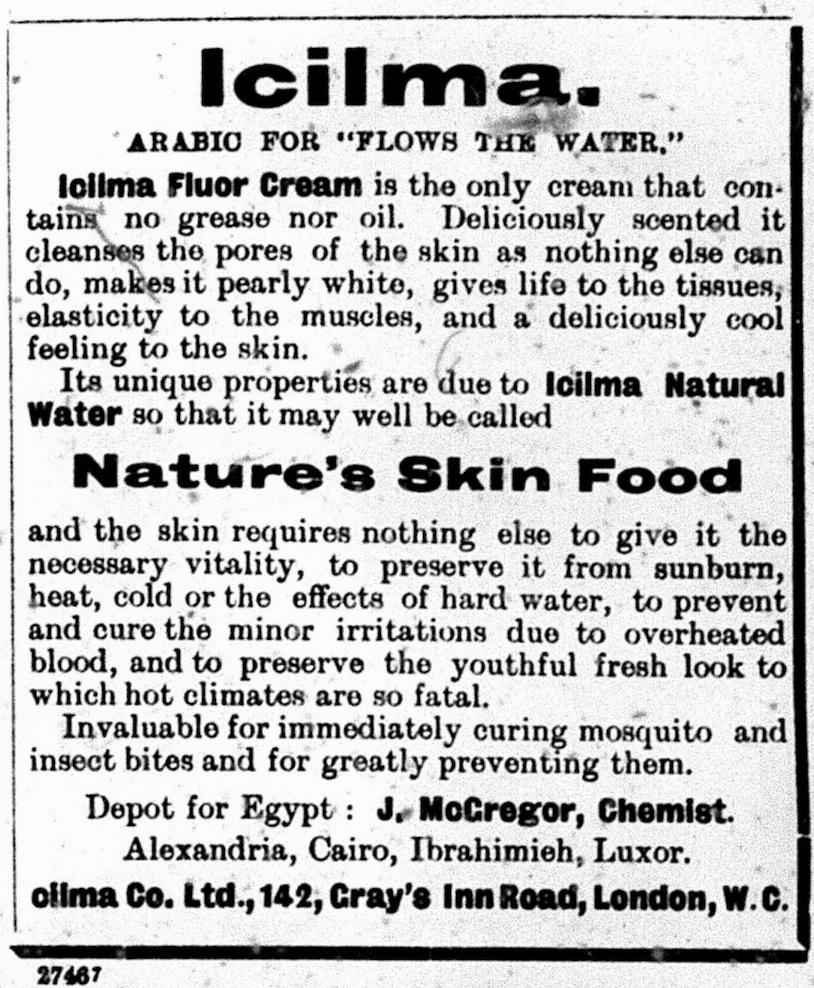 Icilma.
ARABIC FOR "FLOWS THE WATER."
Icilma Fluor Cream is the only cream that con-
tains no grease nor oil. Deliciously scented it
cleanses the pores of the skin as nothing else can
do, makes it pearly white, gives life to the tissues,
elasticity to the muscles, and a deliciously cool
feeling to the skin.
Its unique properties are due to Icilma Natural
Water so that it may well be called
Nature's Skin Food
and the skin requires nothing else to give it the
necessary vitality, to preserve it from sunburn,
heat, cold or the effects of hard water, to prevent
and cure the minor irritations due to overheated
blood, and to preserve the youthful fresh look to
which hot climates are so fatal.
Invaluable for immediately curing mosquito and
insect bites and for greatly preventing them.
Depot for Egypt : J. McGregor, Chemist.
Alexandria, Cairo, Ibrahimieh, Luxor.
cilma Co. Ltd., 142, Gray's Inn Road, London, W.C.
27467